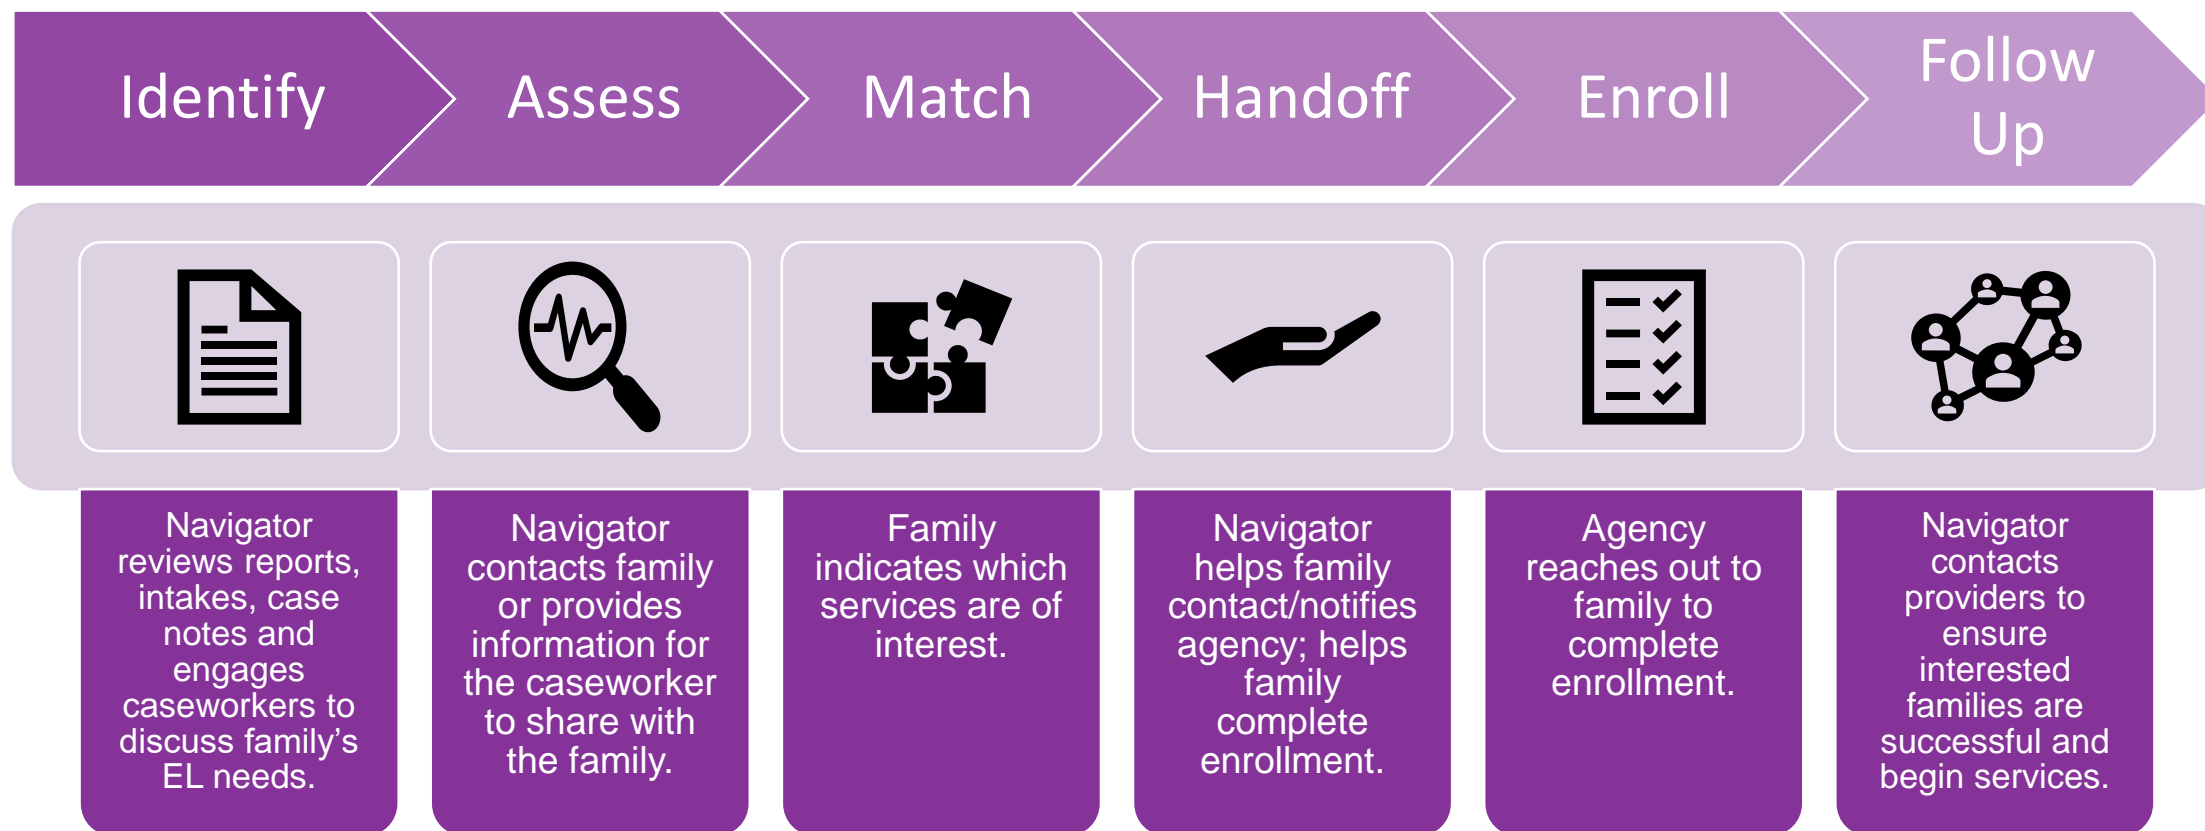 Identify
Assess
Match
Handoff
Enroll
Follow
Up
Navigator
reviews reports,
intakes, case
notes and
engages
caseworkers to
discuss family’s
EL needs.
Navigator
contacts family
or provides
information for
the caseworker
to share with
the family.
Family
indicates which
services are of
interest.
Navigator
helps family
contact/notifies
agency; helps
family
complete
enrollment.
Agency
reaches out to
family to
complete
enrollment.
Navigator
contacts
providers to
ensure
interested
families are
successful and
begin services.